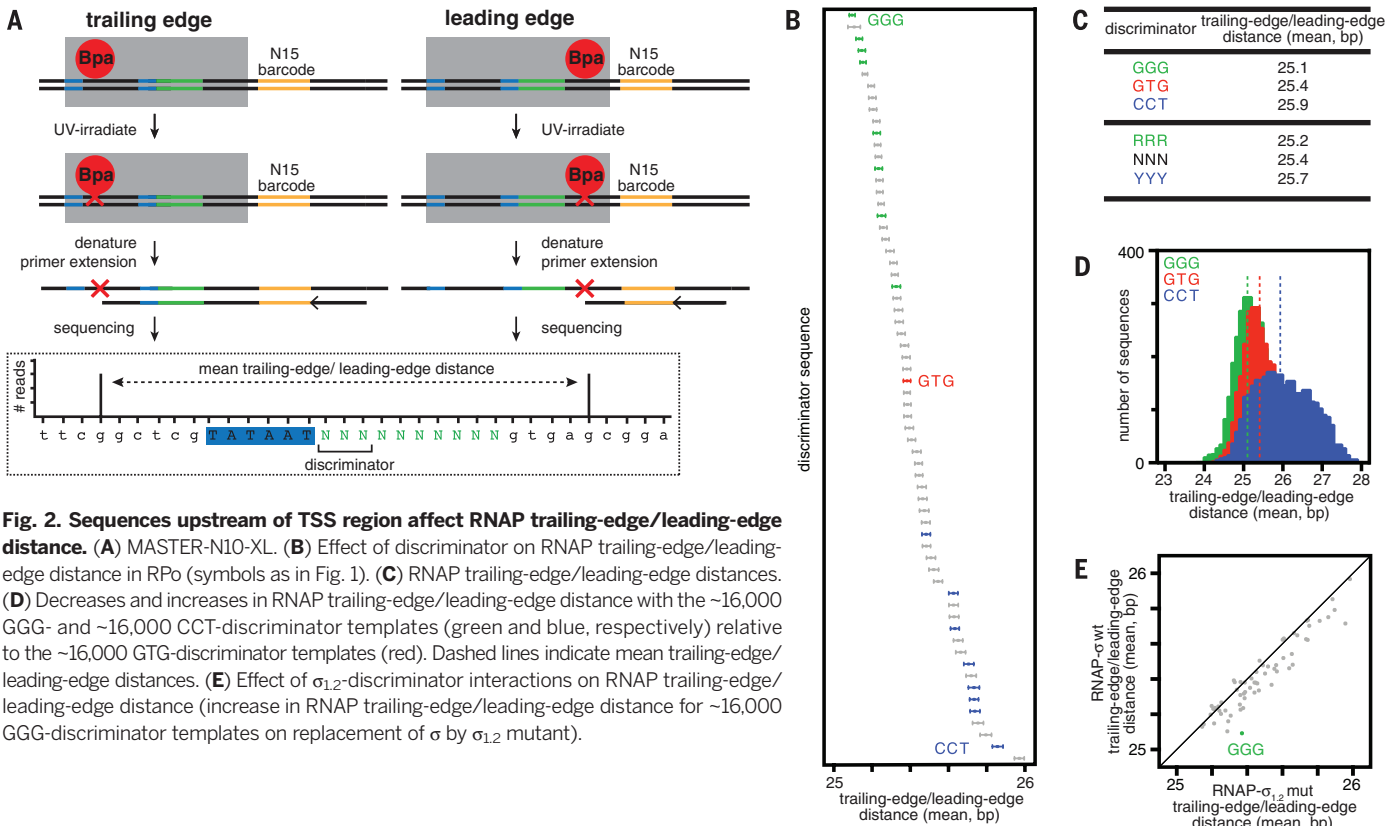 A
trailing edge
leading edge
Bpa
N15
barcode
Bpa
N15
barcode
UV-irradiate
UV-irradiate
Bpa
N15
barcode
Bpa
N15
barcode
denature
primer extension
denature
primer extension
sequencing
sequencing
# reads
mean trailing-edge/ leading-edge distance
t t c g g c t c g T A T A A T N N N N N N N N N N g t g a g c g g a
discriminator
Fig. 2. Sequences upstream of TSS region affect RNAP trailing-edge/leading-edge
distance. (A) MASTER-N10-XL. (B) Effect of discriminator on RNAP trailing-edge/leading-
edge distance in RPo (symbols as in Fig. 1). (C) RNAP trailing-edge/leading-edge distances.
(D) Decreases and increases in RNAP trailing-edge/leading-edge distance with the ~16,000
GGG- and ~16,000 CCT-discriminator templates (green and blue, respectively) relative
to the ~16,000 GTG-discriminator templates (red). Dashed lines indicate mean trailing-edge/
leading-edge distances. (E) Effect of σ1.2-discriminator interactions on RNAP trailing-edge/
leading-edge distance (increase in RNAP trailing-edge/leading-edge distance for ~16,000
GGG-discriminator templates on replacement of σ by σ1.2 mutant).
B
GGG
GTG
CCT
discriminator sequence
25 26
trailing-edge/leading-edge
distance (mean, bp)
C
discriminator trailing-edge/leading-edge
distance (mean, bp)
GGG 25.1
GTG 25.4
CCT 25.9
RRR 25.2
NNN 25.4
YYY 25.7
D
400
GGG
GTG
CCT
number of sequences
0
23 24 25 26 27 28
trailing-edge/leading-edge
distance (mean, bp)
E
26
RNAP-σwt
trailing-edge/leading-edge
distance (mean, bp)
25
GGG
25 26
RNAP-σ1.2 mut
trailing-edge/leading-edge
distance (mean, bp)